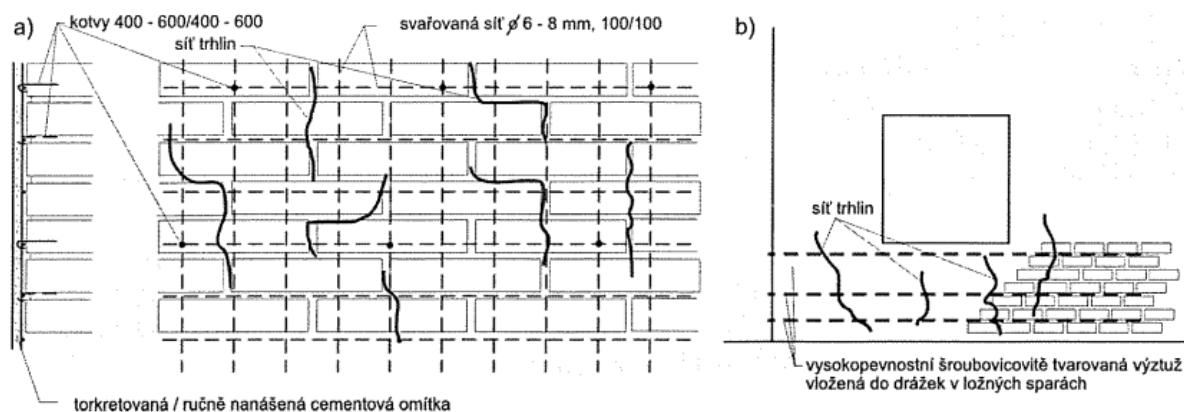 a)
kotvy 400 - 600/400 - 600
svařovaná síť ϕ 6 - 8 mm, 100/100
síť trhlin
torkretovaná / ručně nanášená cementová omítka
b)
síť trhlin
vysokopevnostní šroubovicovitě tvarovaná výztuž
vložená do drážek v ložných sparách